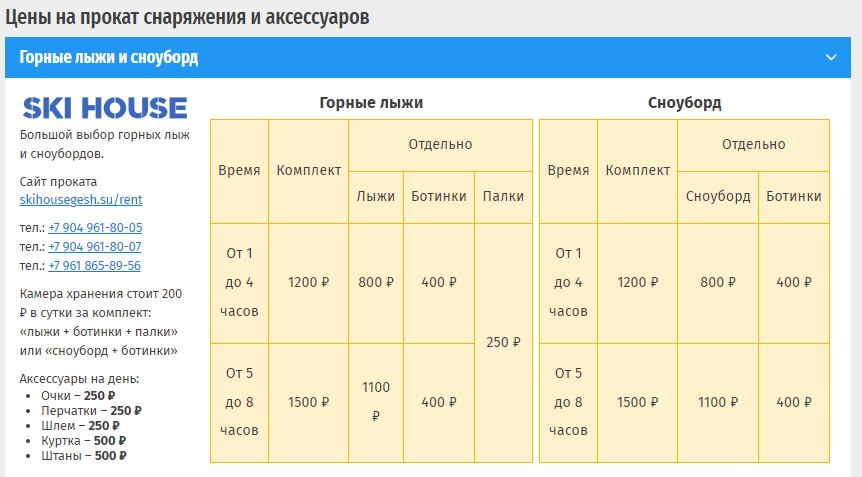 Цены на прокат снаряжения и аксессуаров
Горные лыжи и сноуборд
SKI HOUSE
Большой выбор горных лыж
и сноубордов.
Сайт проката
skihousegesh.su/rent
тел.: +7 904 961-80-05
тел.: +7 904 961-80-07
тел.: +7 961 865-89-56
Камера хранения стоит 200
₽ в сутки за комплект:
«лыжи + ботинки + палки»
или «сноуборд + ботинки»
Аксессуары на день:
Очки – 250 ₽
Перчатки – 250 ₽
Шлем – 250 ₽
Куртка – 500 ₽
Штаны – 500 ₽
Горные лыжи
Время Комплект Отдельно
Лыжи Ботинки Палки
От 1
до 4
часов
1200 ₽ 800 ₽ 400 ₽
250 ₽
От 5
до 8
часов
1500 ₽
1100
₽
400 ₽
Сноуборд
Время Комплект Отдельно
Сноуборд Ботинки
От 1
до 4
часов
1200 ₽ 800 ₽ 400 ₽
От 5
до 8
часов
1500 ₽ 1100 ₽ 400 ₽